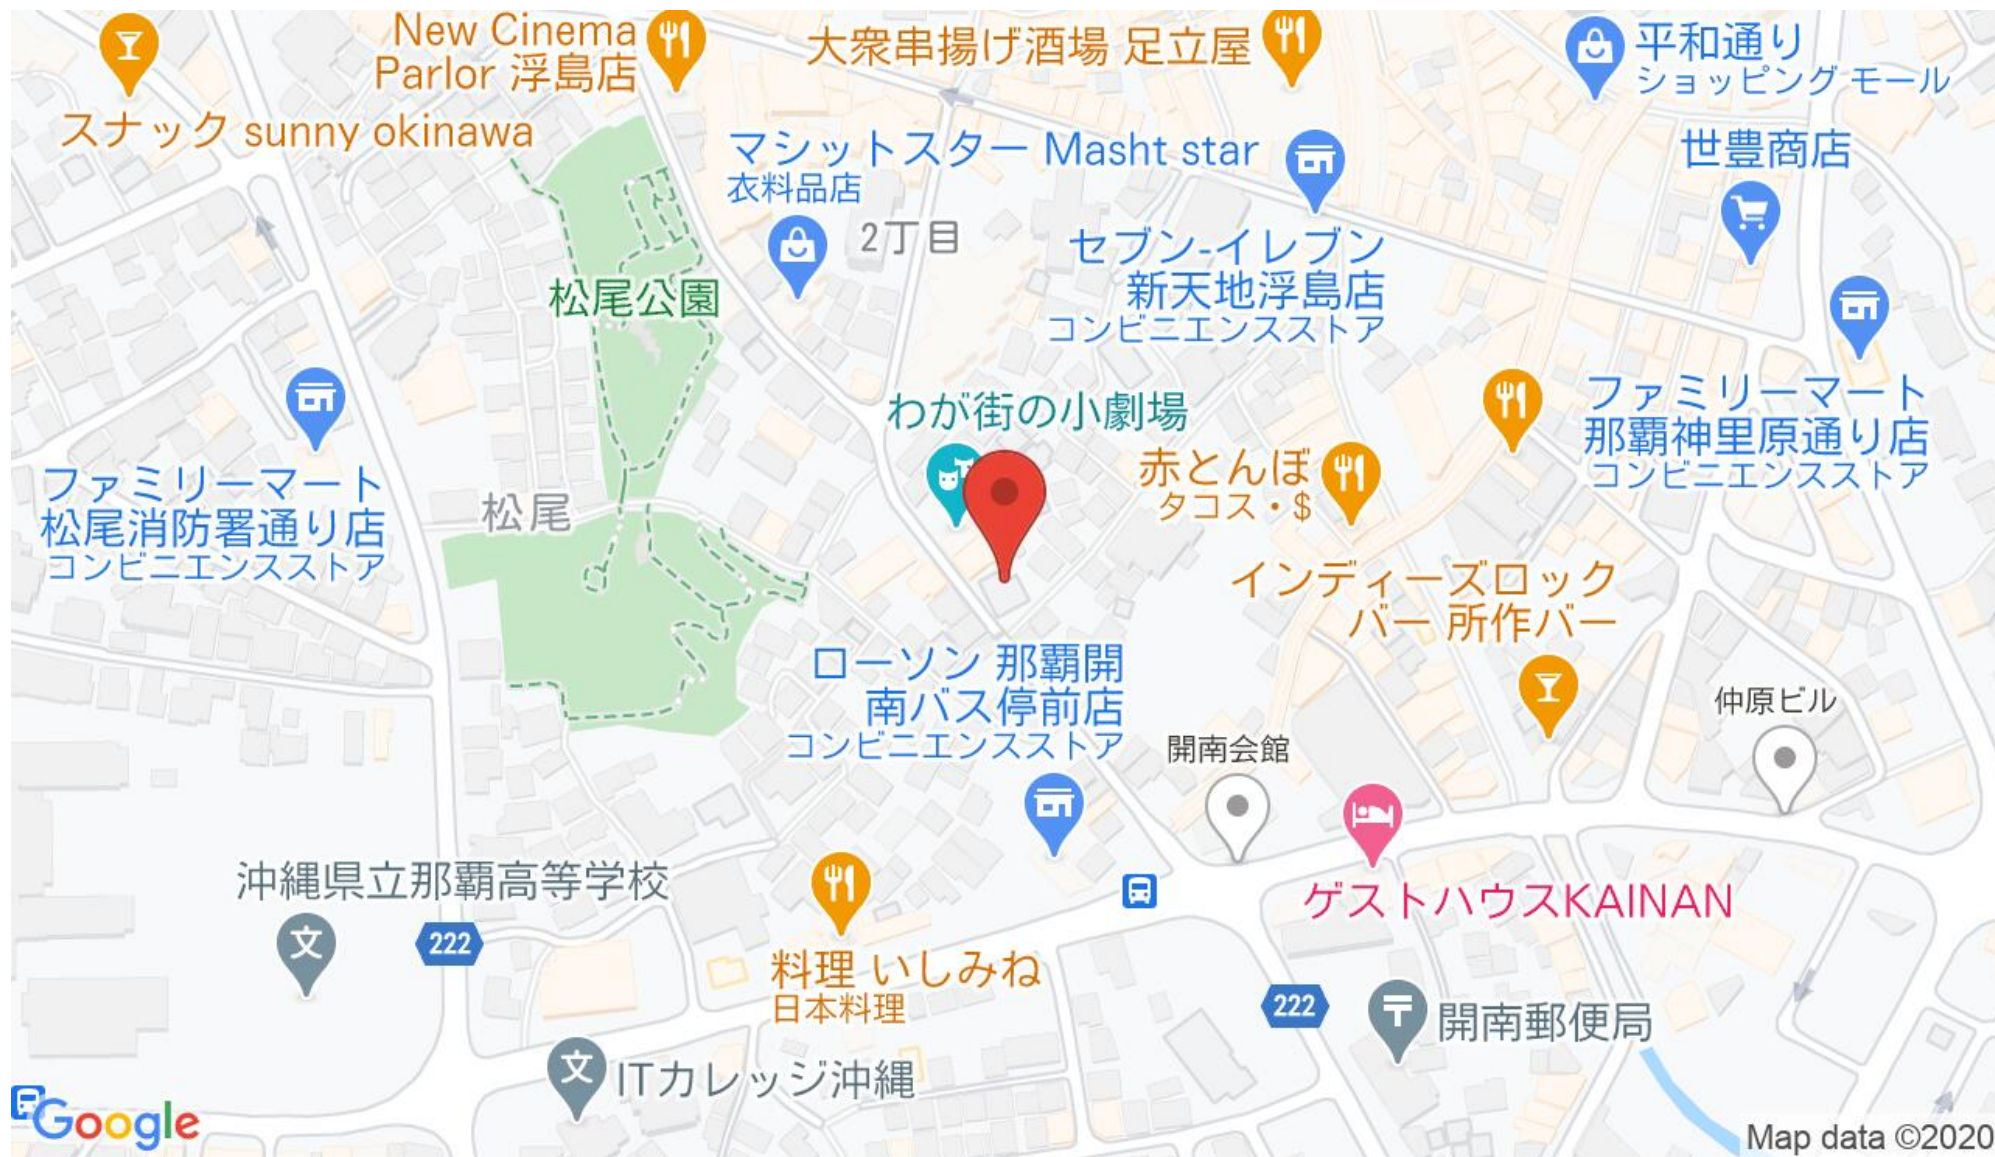 New Cinema
Parlor 浮島店
大衆串揚げ酒場 足立屋
平和通り
ショッピング モール
スナック sunny okinawa
マシットスター Masht star
衣料品店
世豊商店
2丁目
セブン-イレブン
新天地浮島店
コンビニエンスストア
松尾公園
わが街の小劇場
ファミリーマート
那覇神里原通り店
コンビニエンスストア
赤とんぼ
タコス・$
ファミリーマート
松尾消防署通り店
コンビニエンスストア
松尾
インディーズロック
バー 所作バー
ローソン 那覇開
南バス停前店
コンビニエンスストア
仲原ビル
開南会館
沖縄県立那覇高等学校
文
222
ゲストハウスKAINAN
料理 いしみね
日本料理
222
開南郵便局
文
ITカレッジ沖縄
Google
Map data ©2020